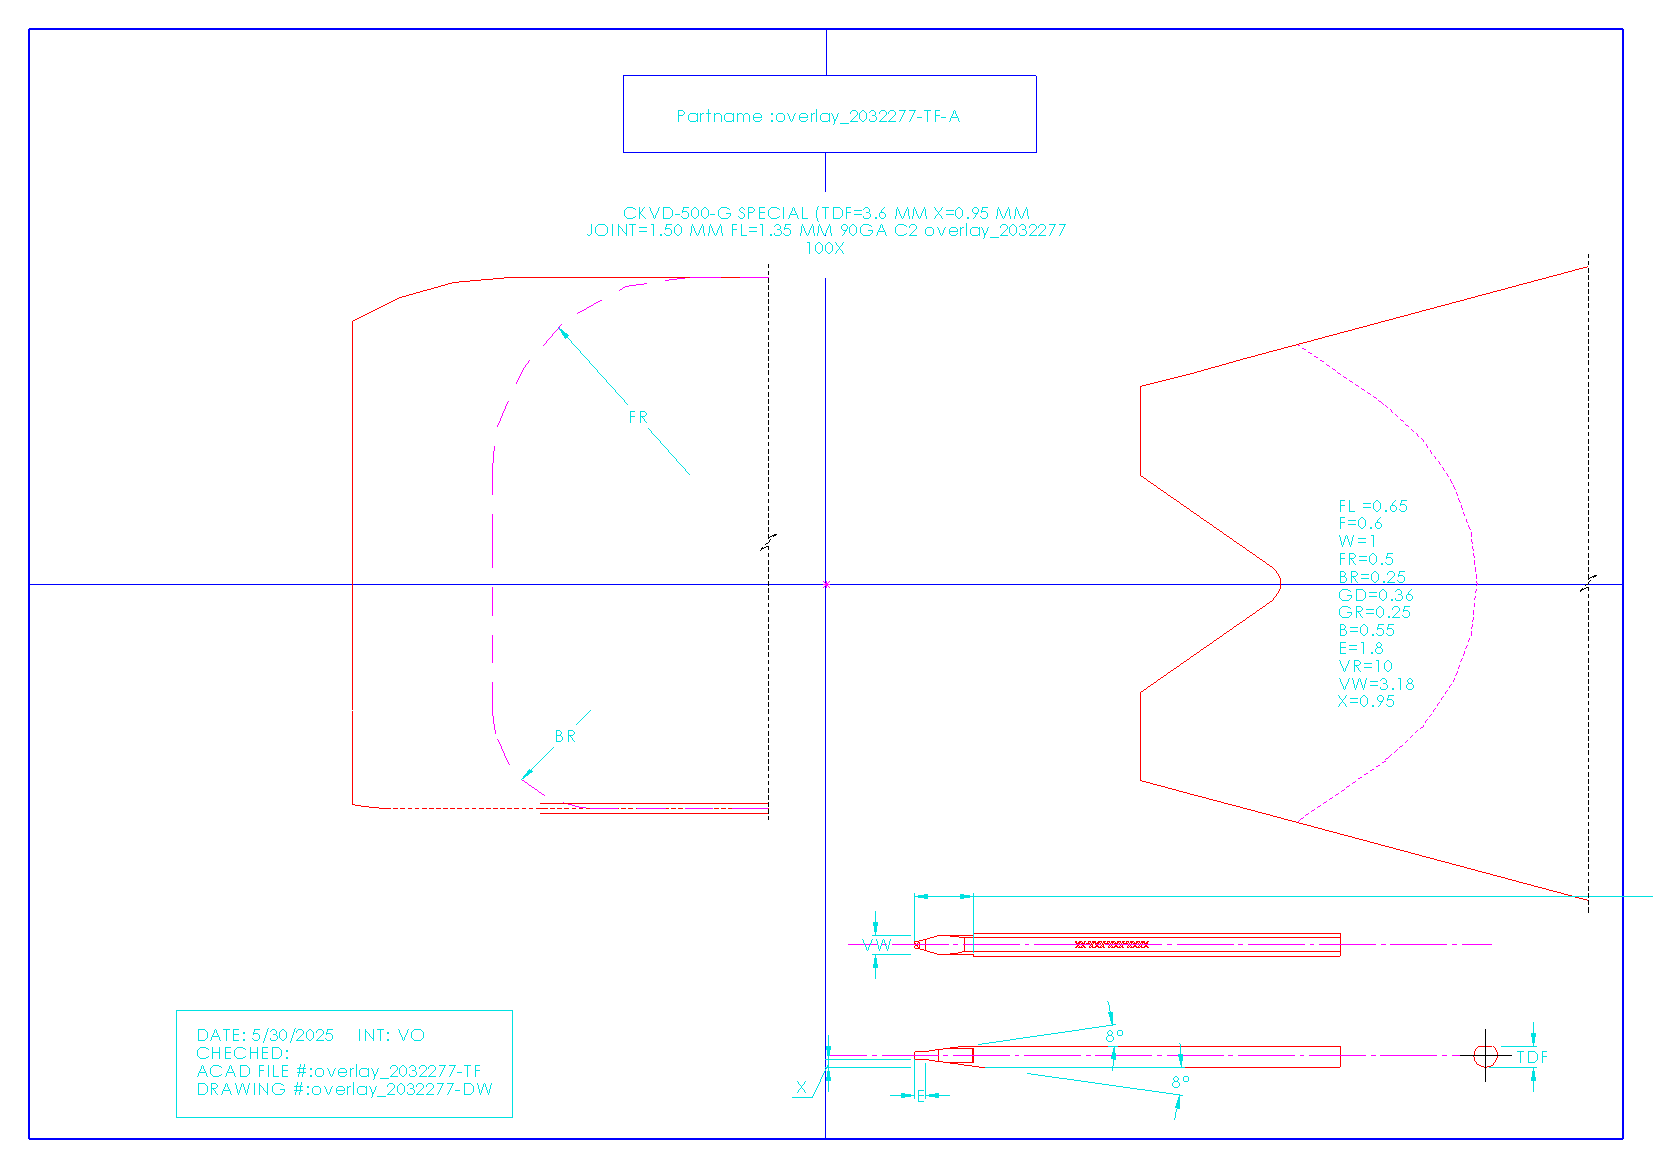 Partname :overlay_2032277-TF-A
CKVD-500-G SPECIAL (TDF=3.6 MM X=0.95 MM
JOINT=1.50 MM FL=1.35 MM 90GA C2 overlay_2032277
100X
FR
BR
FL =0.65
F=0.6
W=1
FR=0.5
BR=0.25
GD=0.36
GR=0.25
B=0.55
E=1.8
VR=10
VW=3.18
X=0.95
VW
8°
TDF
8°
X
E
DATE: 5/30/2025 INT: VO
CHECHED:
ACAD FILE #:overlay_2032277-TF
DRAWING #:overlay_2032277-DW